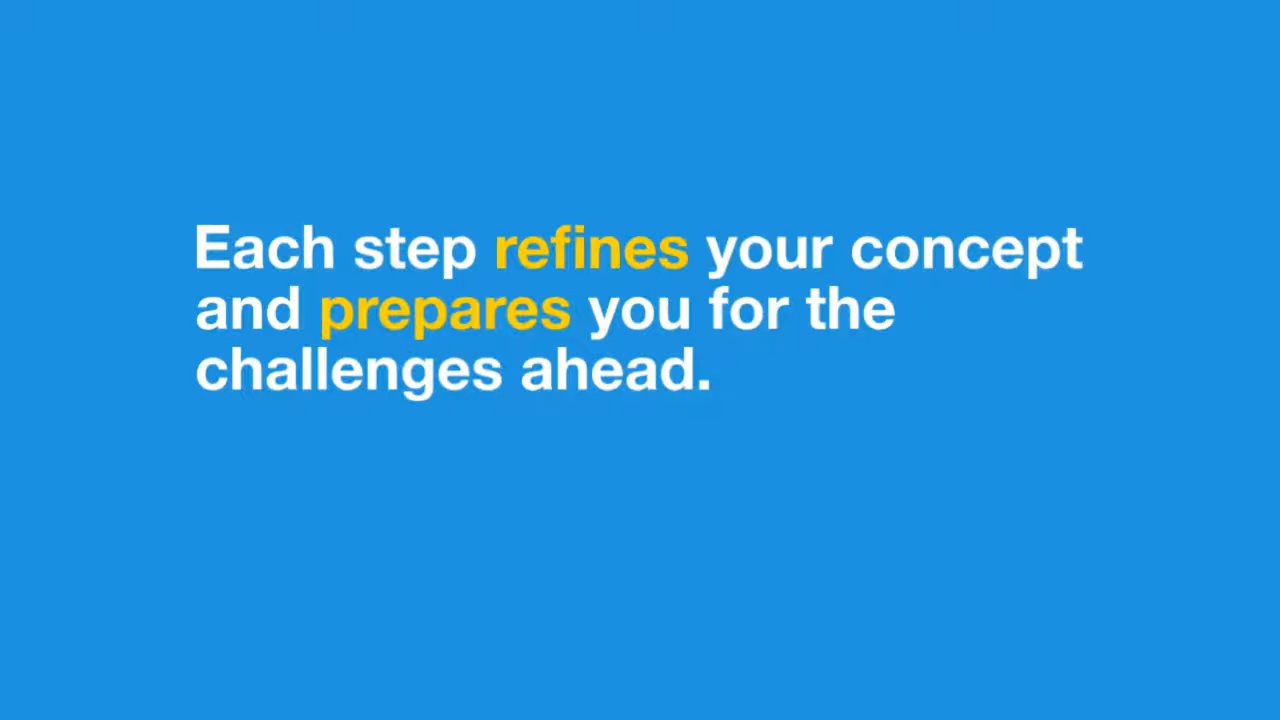 Each step refines your concept
and prepares you for the
challenges ahead.